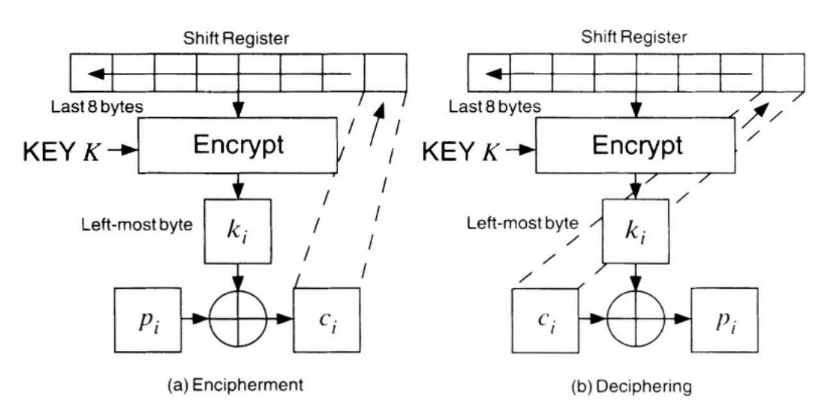 Shift Register
Last 8 bytes
KEY K
Encrypt
Left-most byte
k_i
p_i
c_i
(a) Encipherment
Shift Register
Last 8 bytes
KEY K
Encrypt
Left-most byte
k_i
c_i
p_i
(b) Deciphering